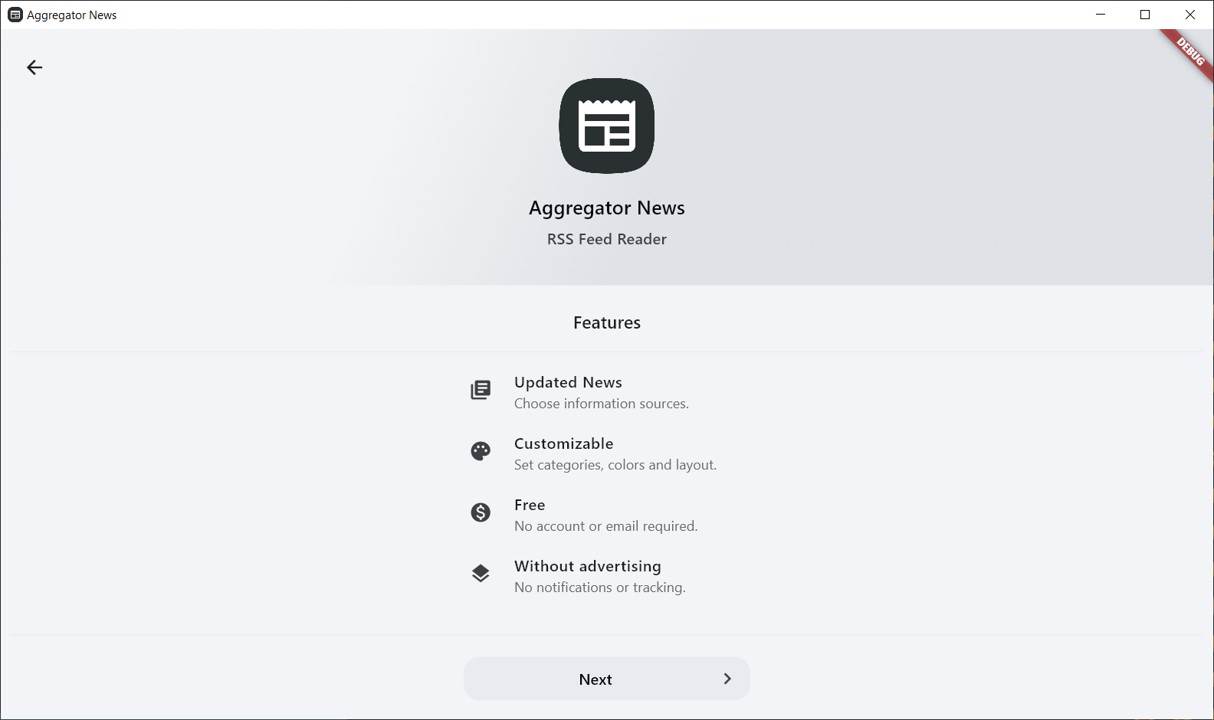 Aggregator News
DEBUG
Aggregator News
RSS Feed Reader
Features
Updated News
Choose information sources.
Customizable
Set categories, colors and layout.
Free
No account or email required.
Without advertising
No notifications or tracking.
Next